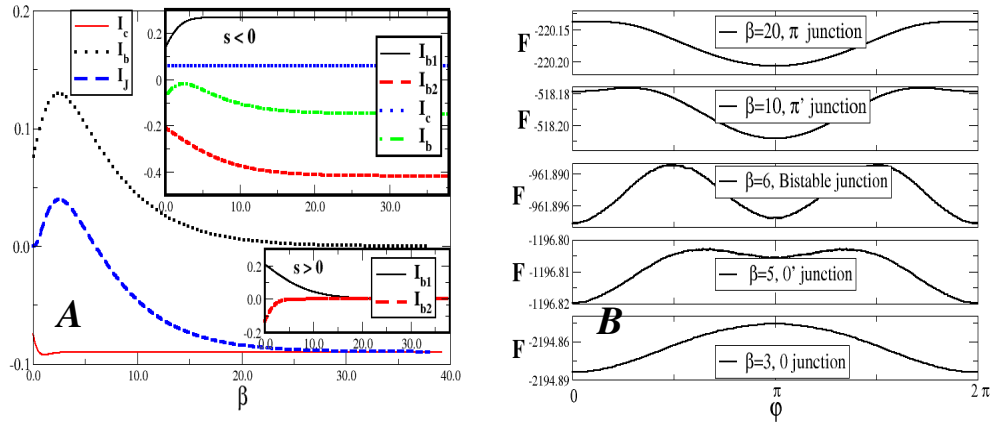 I_c
I_b
I_J
0.2
0.1
0.0
-0.1
0.0
10.0
20.0
30.0
40.0
β
A
s < 0
I_b1
I_b2
I_c
I_b
0.2
0
-0.2
-0.4
0.0
10.0
20.0
30.0
s > 0
I_b1
I_b2
0.2
0.0
-0.2
0.0
10.0
20.0
30.0
F
-220.15
-220.20
β=20, π junction
F
-518.18
-518.20
β=10, π' junction
F
-961.890
-961.896
β=6, Bistable junction
F
-1196.80
-1196.81
-1196.82
β=5, 0' junction
F
-2194.86
-2194.89
β=3, 0 junction
B
0
π
2 π
φ